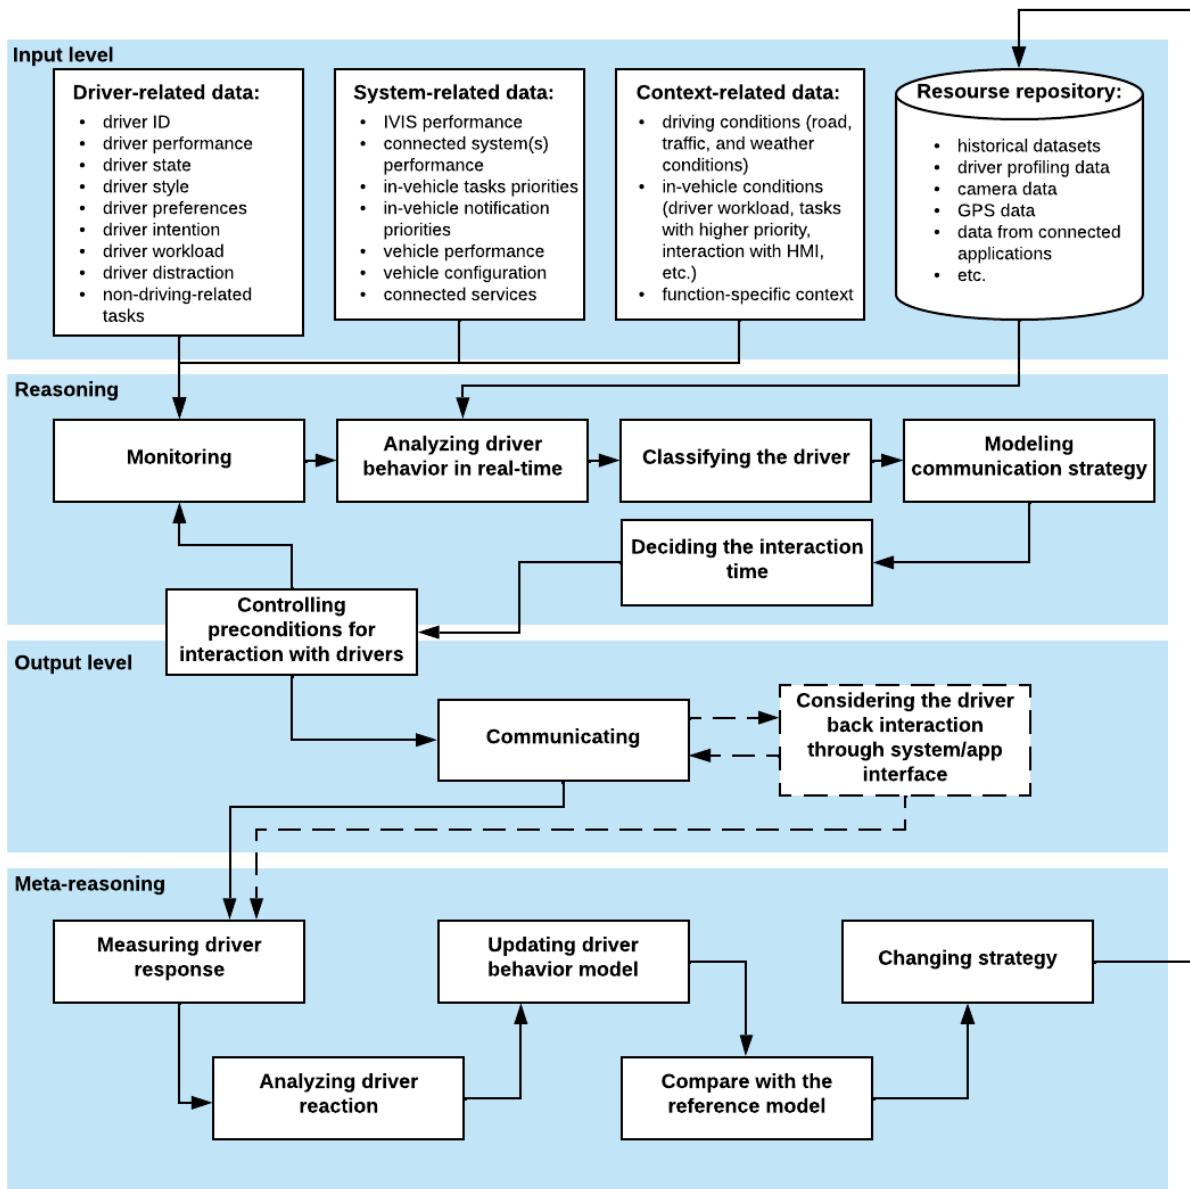 Input level
Driver-related data:
• driver ID
• driver performance
• driver state
• driver style
• driver preferences
• driver intention
• driver workload
• driver distraction
• non-driving-related
tasks
System-related data:
• IVIS performance
• connected system(s)
performance
• in-vehicle tasks priorities
• in-vehicle notification
priorities
• vehicle performance
• vehicle configuration
• connected services
Context-related data:
• driving conditions (road,
traffic, and weather
conditions)
• in-vehicle conditions
(driver workload, tasks
with higher priority,
interaction with HMI,
etc.)
• function-specific context
Resourse repository:
• historical datasets
• driver profiling data
• camera data
• GPS data
• data from connected
applications
• etc.
Reasoning
Monitoring
Analyzing driver
behavior in real-time
Classifying the driver
Modeling
communication strategy
Deciding the interaction
time
Controlling
preconditions for
interaction with drivers
Output level
Communicating
Considering the driver
back interaction
through system/app
interface
Meta-reasoning
Measuring driver
response
Analyzing driver
reaction
Updating driver
behavior model
Compare with the
reference model
Changing strategy